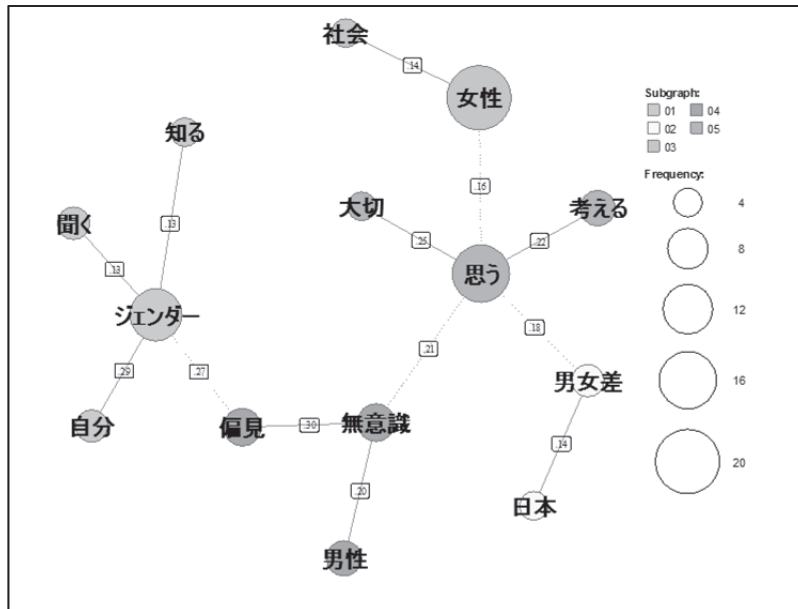 社会
.14
女性
Subgraph:
01 04
02 05
03
知る
Frequency:
.16
大切
考える
4
聞く
.13
.25
.22
8
.13
思う
ジェンダー
12
.18
.21
.29
.27
男女差
16
自分
偏見
.30
無意識
.14
20
.20
日本
男性